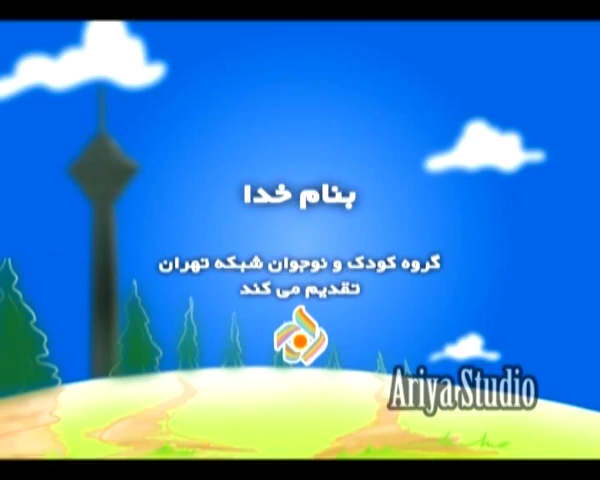 بنام خدا
گروه کودک و نوجوان شبکه تهران
تقدیم می کند
Ariya Studio